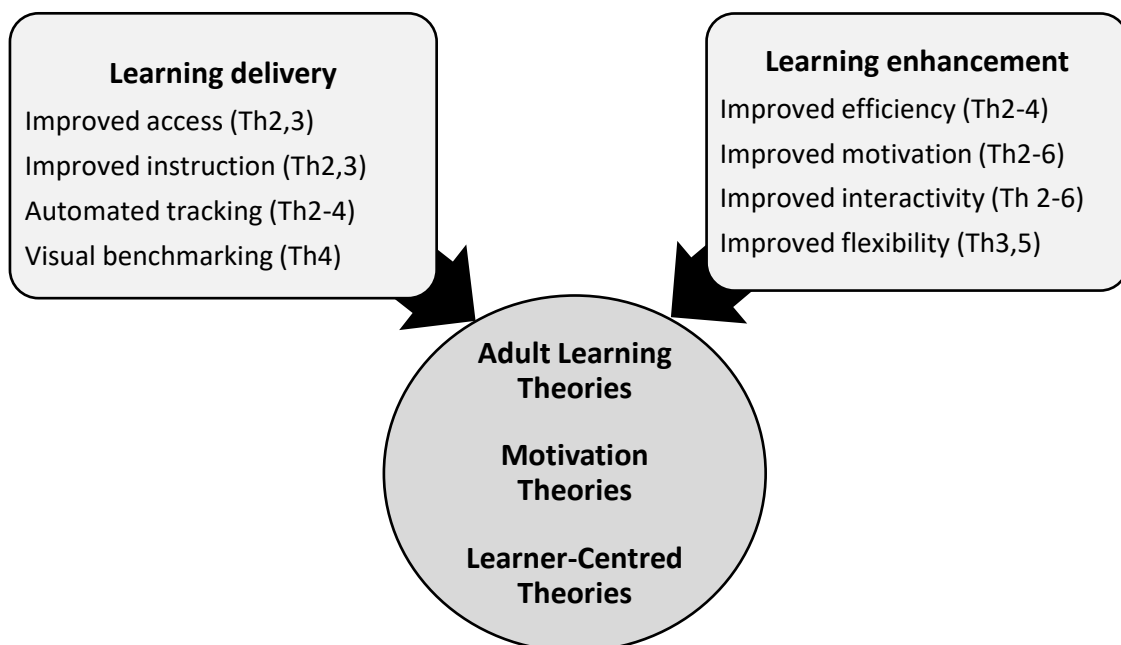 Learning delivery
Improved access (Th2,3)
Improved instruction (Th2,3)
Automated tracking (Th2-4)
Visual benchmarking (Th4)
Learning enhancement
Improved efficiency (Th2-4)
Improved motivation (Th2-6)
Improved interactivity (Th 2-6)
Improved flexibility (Th3,5)
Adult Learning
Theories
Motivation
Theories
Learner-Centred
Theories